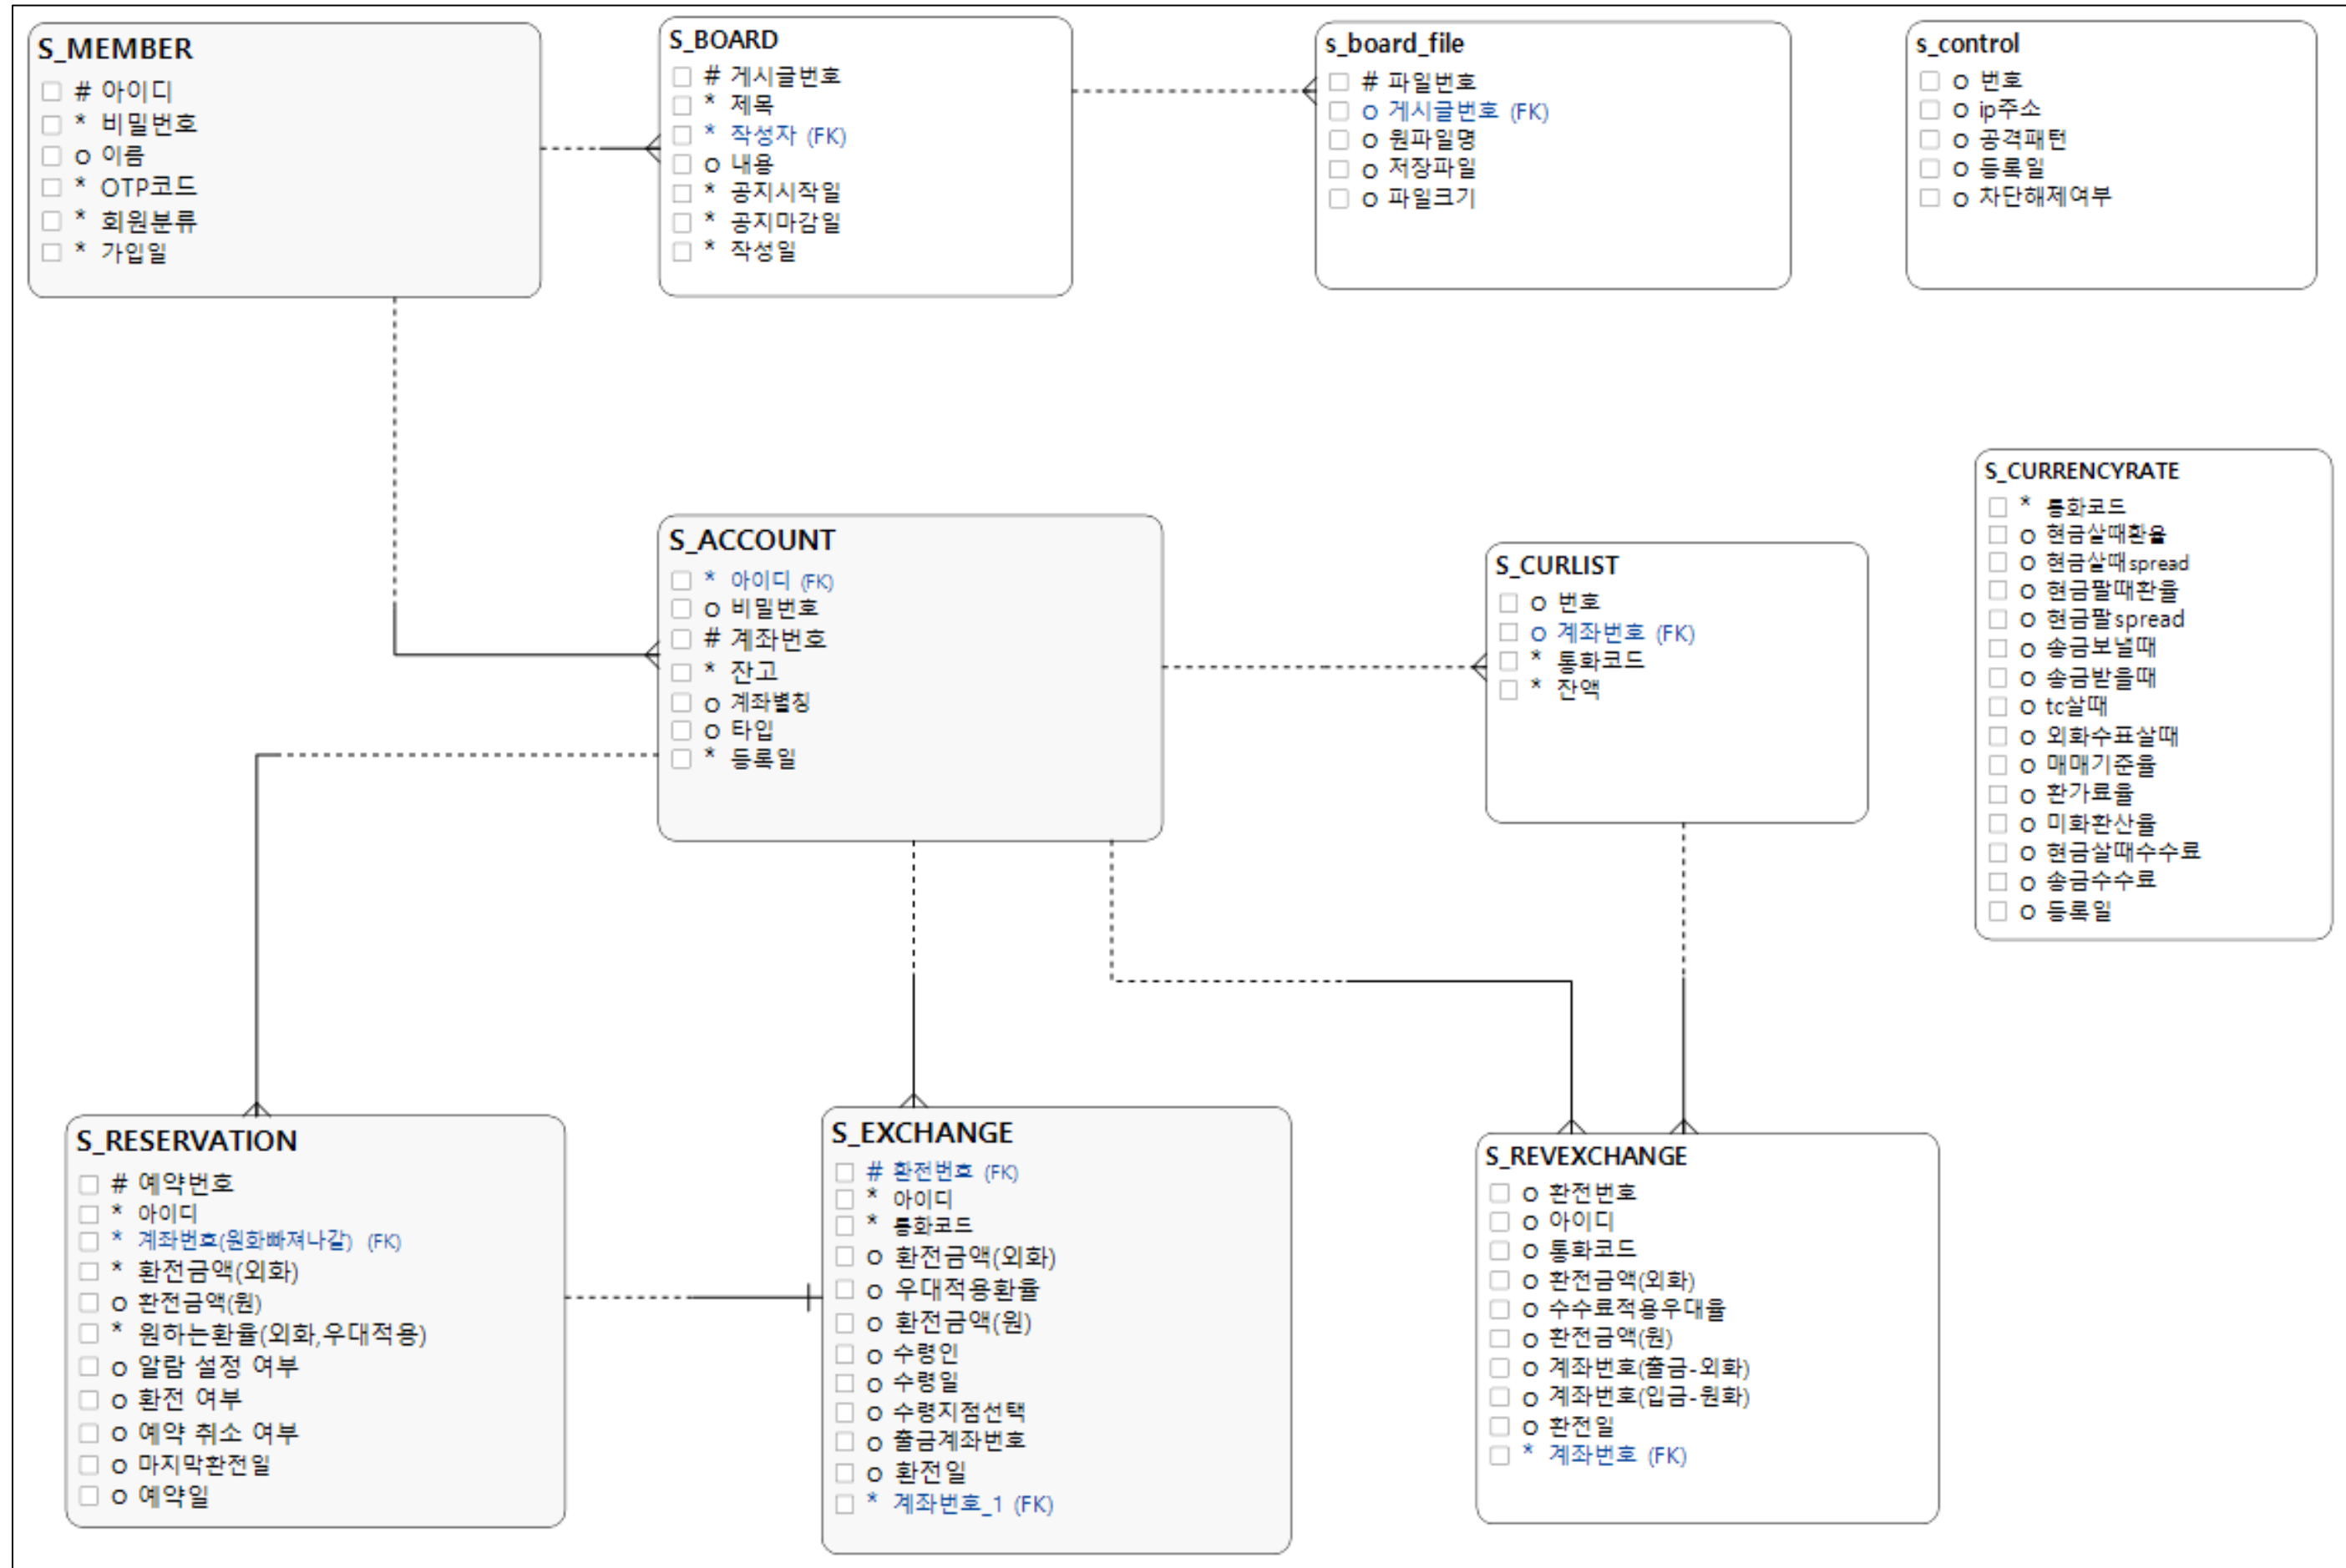 S_MEMBER
# 아이디
* 비밀번호
o 이름
* OTP코드
* 회원분류
* 가입일
S_BOARD
# 게시글번호
* 제목
* 작성자 (FK)
o 내용
* 공지시작일
* 공지마감일
* 작성일
s_board_file
# 파일번호
o 게시글번호 (FK)
o 원파일명
o 저장파일
o 파일크기
s_control
o 번호
o ip주소
o 공격패턴
o 등록일
o 차단해제여부
S_ACCOUNT
* 아이디 (FK)
o 비밀번호
# 계좌번호
* 잔고
o 계좌별칭
o 타입
* 등록일
S_CURLIST
o 번호
o 계좌번호 (FK)
* 통화코드
* 잔액
S_CURRENCYRATE
* 통화코드
o 현금살때환율
o 현금살때spread
o 현금팔때환율
o 현금팔spread
o 송금보낼때
o 송금받을때
o tc살때
o 외화수표살때
o 매매기준율
o 환가료율
o 미화환산율
o 현금살때수수료
o 송금수수료
o 등록일
S_RESERVATION
# 예약번호
* 아이디
* 계좌번호(원화빠져나갈) (FK)
* 환전금액(외화)
o 환전금액(원)
* 원하는환율(외화,우대적용)
o 알람 설정 여부
o 환전 여부
o 예약 취소 여부
o 마지막환전일
o 예약일
S_EXCHANGE
# 환전번호 (FK)
* 아이디
* 통화코드
o 환전금액(외화)
o 우대적용환율
o 환전금액(원)
o 수령인
o 수령일
o 수령지점선택
o 출금계좌번호
o 환전일
* 계좌번호_1 (FK)
S_REVEXCHANGE
o 환전번호
o 아이디
o 통화코드
o 환전금액(외화)
o 수수료적용우대율
o 환전금액(원)
o 계좌번호(출금-외화)
o 계좌번호(입금-원화)
o 환전일
* 계좌번호 (FK)